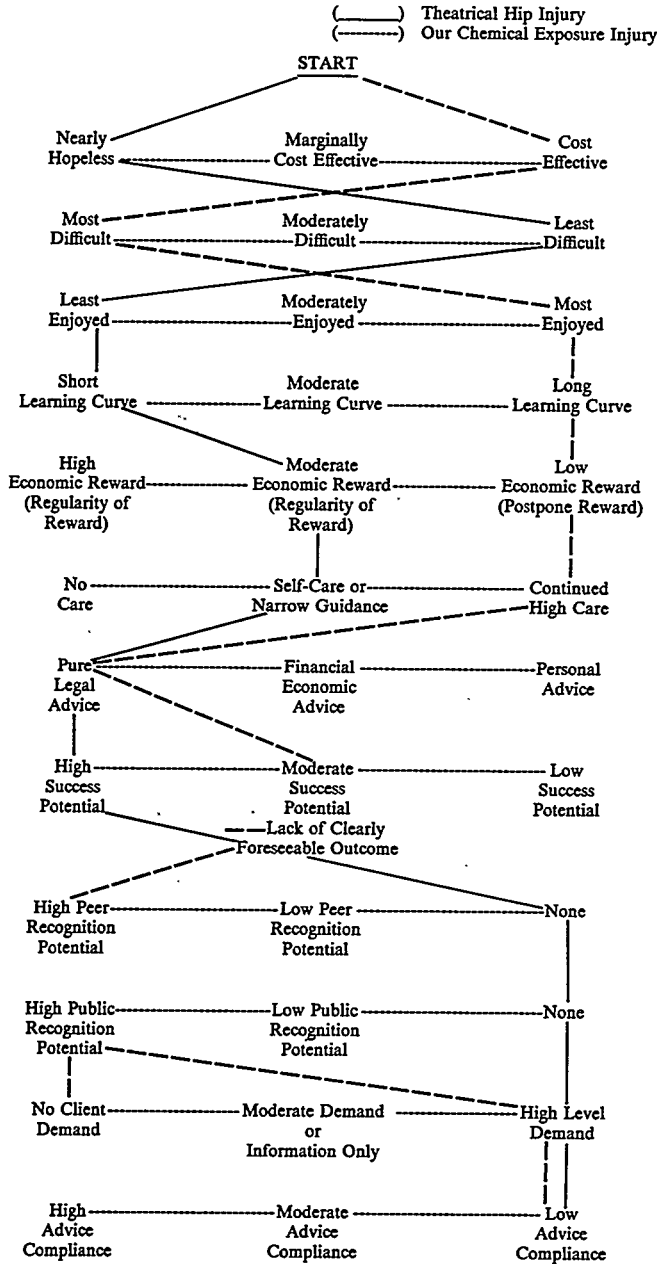 (______) Theatrical Hip Injury
(----------) Our Chemical Exposure Injury
START
Nearly Hopeless
Marginally Cost Effective
Cost Effective
Most Difficult
Moderately Difficult
Least Difficult
Least Enjoyed
Moderately Enjoyed
Most Enjoyed
Short Learning Curve
Moderate Learning Curve
Long Learning Curve
High
Economic Reward
(Regularity of
Reward)
Moderate
Economic Reward
(Regularity of
Reward)
Low
Economic Reward
(Postpone Reward)
No
Care
Self-Care or
Narrow Guidance
Continued
High Care
Pure
Legal
Advice
Financial
Economic
Advice
Personal
Advice
High
Success
Potential
Moderate
Success
Potential
Low
Success
Potential
Lack of Clearly
Foreseeable Outcome
High Peer
Recognition
Potential
Low Peer
Recognition
Potential
None
High Public
Recognition
Potential
Low Public
Recognition
Potential
None
No Client
Demand
Moderate Demand
or
Information Only
High Level
Demand
High
Advice
Compliance
Moderate
Advice
Compliance
Low
Advice
Compliance